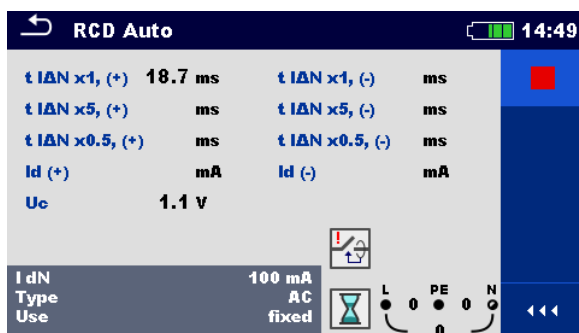 RCD Auto 14:49
t IΔN x1, (+) 18.7 ms t IΔN x1, (-) ms
t IΔN x5, (+) ms t IΔN x5, (-) ms
t IΔN x0.5, (+) ms t IΔN x0.5, (-) ms
Id (+) mA Id (-) mA
Uc 1.1 V
I dN 100 mA
Type AC
Use fixed
L PE N
0 0
0